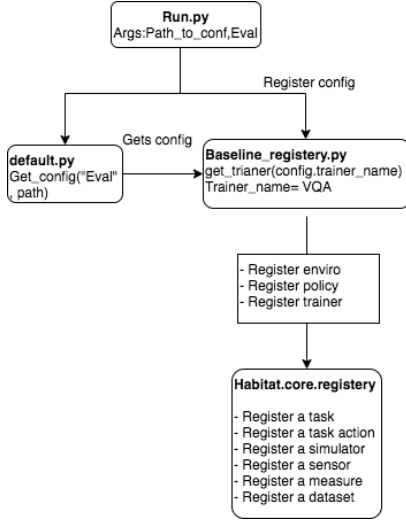 Run.py
Args:Path_to_conf,Eval
Register config
Gets config
default.py
Get_config("Eval"
, path)
Baseline_registery.py
get_trianer(config.trainer_name)
Trainer_name= VQA
- Register enviro
- Register policy
- Register trainer
Habitat.core.registery
- Register a task
- Register a task action
- Register a simulator
- Register a sensor
- Register a measure
- Register a dataset